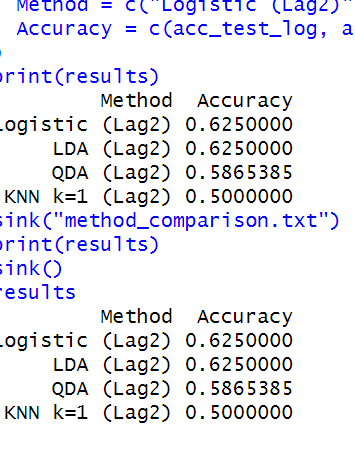 Method = c("Logistic (Lag2)"
Accuracy = c(acc_test_log, a
)
print(results)
Method Accuracy
Logistic (Lag2) 0.6250000
LDA (Lag2) 0.6250000
QDA (Lag2) 0.5865385
KNN k=1 (Lag2) 0.5000000
sink("method_comparison.txt")
print(results)
sink()
results
Method Accuracy
Logistic (Lag2) 0.6250000
LDA (Lag2) 0.6250000
QDA (Lag2) 0.5865385
KNN k=1 (Lag2) 0.5000000